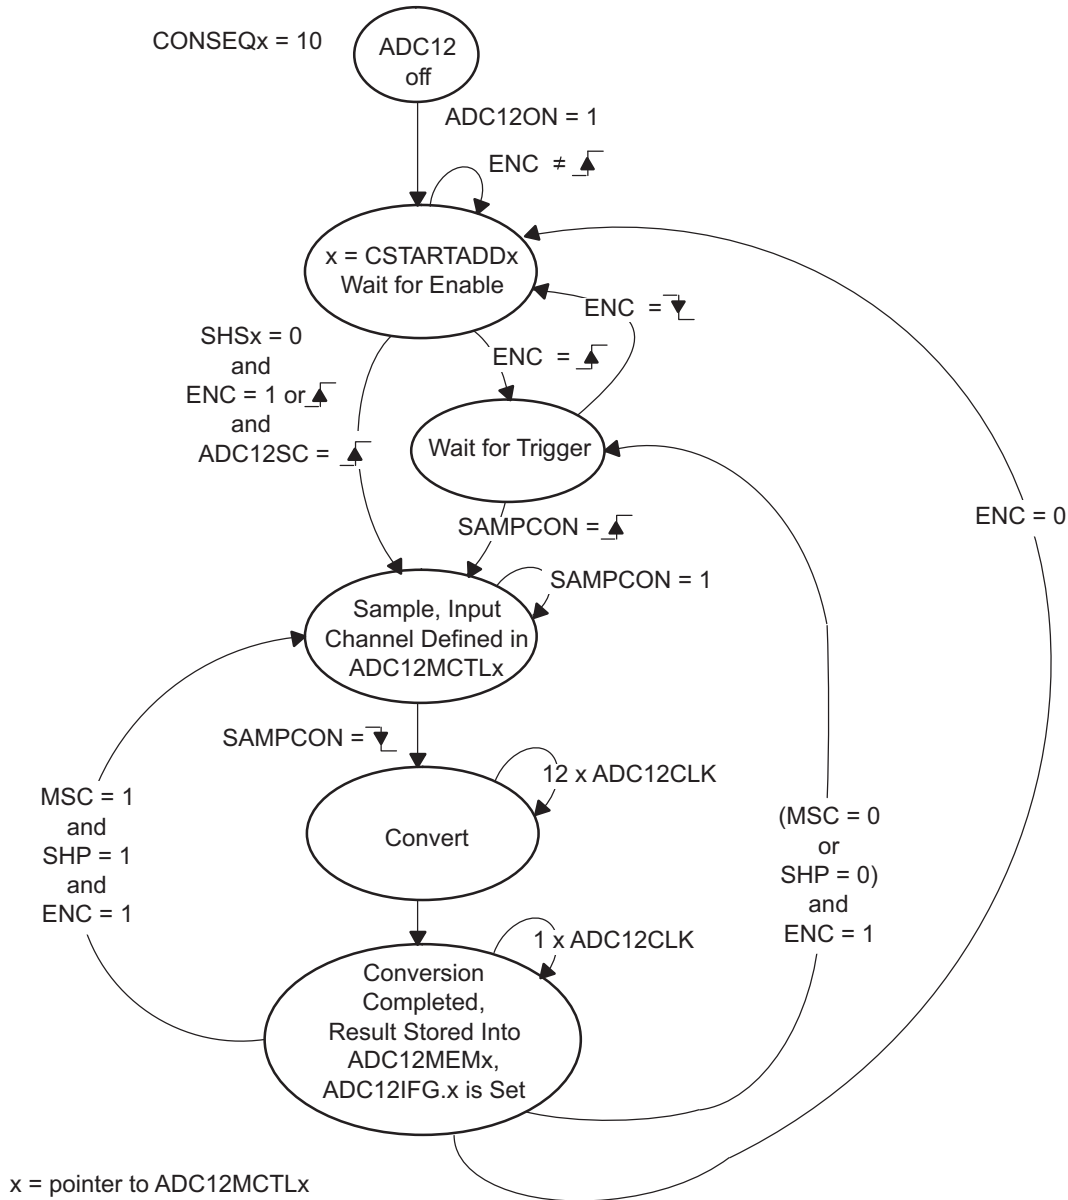 CONSEQx = 10
ADC12
off
ADC12ON = 1
ENC ≠
x = CSTARTADDx
Wait for Enable
ENC =
SHSx = 0
and
ENC = 1 or
and
ADC12SC =
ENC =
Wait for Trigger
ENC = 0
SAMPCON =
SAMPCON = 1
Sample, Input
Channel Defined in
ADC12MCTLx
SAMPCON =
12 x ADC12CLK
MSC = 1
and
SHP = 1
and
ENC = 1
Convert
(MSC = 0
or
SHP = 0)
and
ENC = 1
1 x ADC12CLK
Conversion
Completed,
Result Stored Into
ADC12MEMx,
ADC12IFG.x is Set
x = pointer to ADC12MCTLx